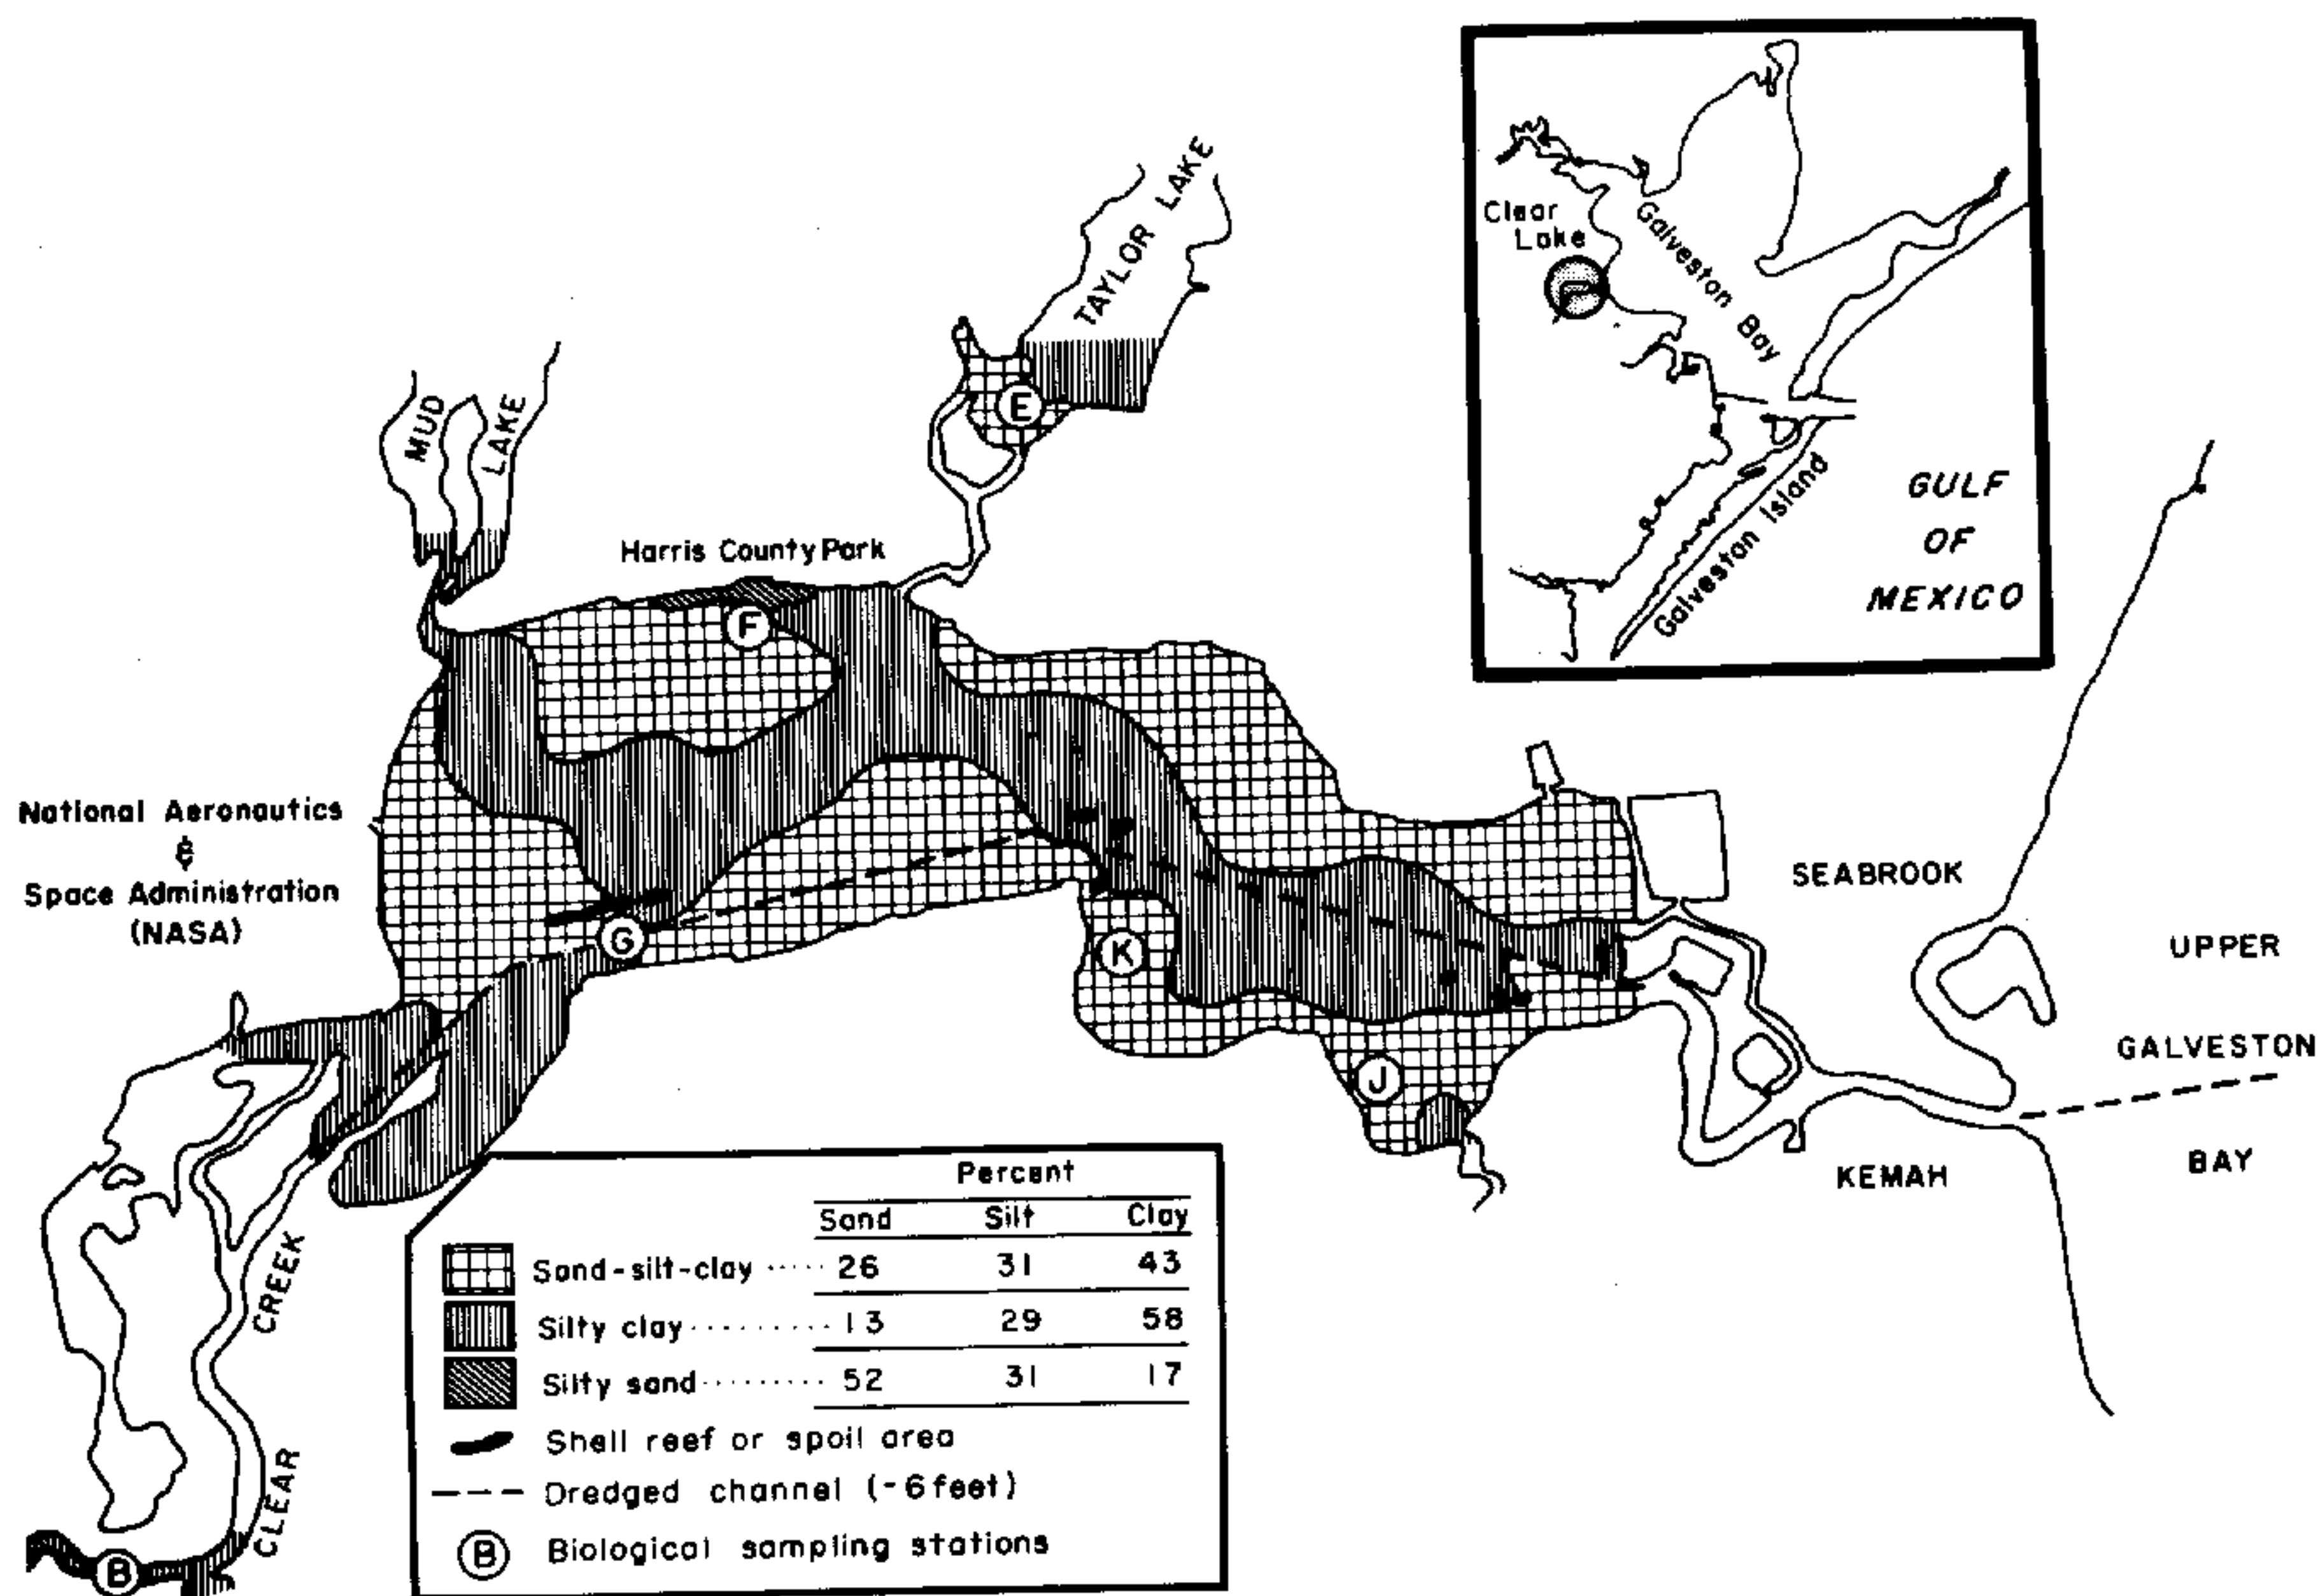 Clear
Lake
Galveston Bay
Galveston Island
GULF
OF
MEXICO
TAYLOR LAKE
MUD
LAKE
E
Harris County Park
F
National Aeronautics
&
Space Administration
(NASA)
G
K
J
SEABROOK
UPPER
GALVESTON
BAY
KEMAH
CLEAR CREEK
B
Percent
Sand Silt Clay
Sand-silt-clay ..... 26 31 43
Silty clay ......... 13 29 58
Silty sand ......... 52 31 17
Shell reef or spoil area
Dredged channel (-6 feet)
B Biological sampling stations